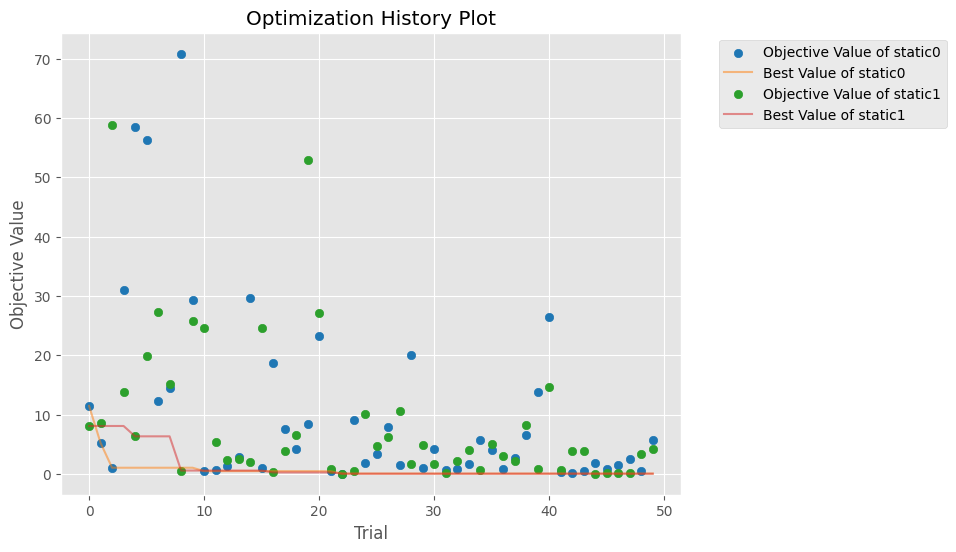 Optimization History Plot
Objective Value of static0
Best Value of static0
Objective Value of static1
Best Value of static1
Objective Value
70
60
50
40
30
20
10
0
0 10 20 30 40 50
Trial